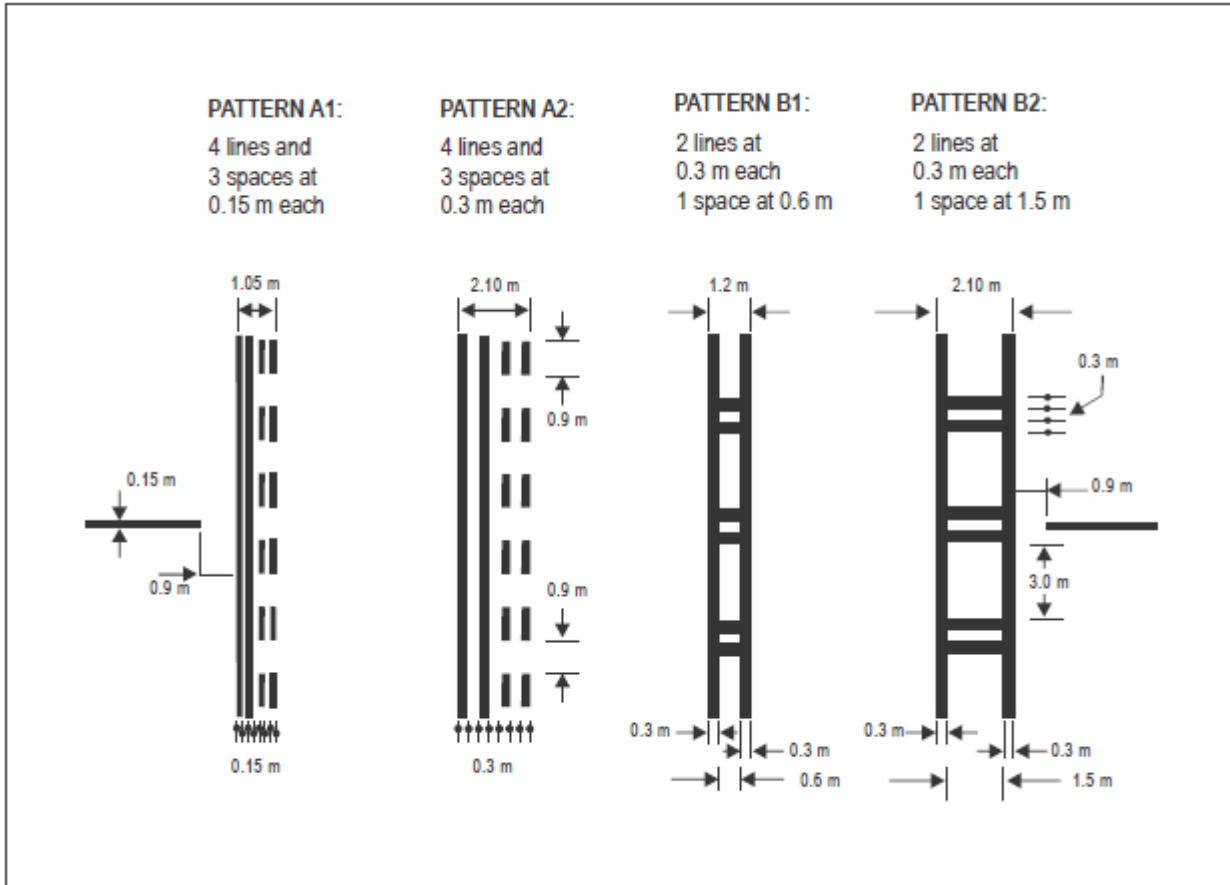 PATTERN A1:
4 lines and
3 spaces at
0.15 m each
PATTERN A2:
4 lines and
3 spaces at
0.3 m each
PATTERN B1:
2 lines at
0.3 m each
1 space at 0.6 m
PATTERN B2:
2 lines at
0.3 m each
1 space at 1.5 m
1.05 m
2.10 m
1.2 m
2.10 m
0.3 m
0.9 m
0.15 m
0.9 m
0.9 m
0.9 m
3.0 m
0.3 m
0.3 m
0.3 m
0.3 m
0.15 m
0.3 m
0.6 m
1.5 m